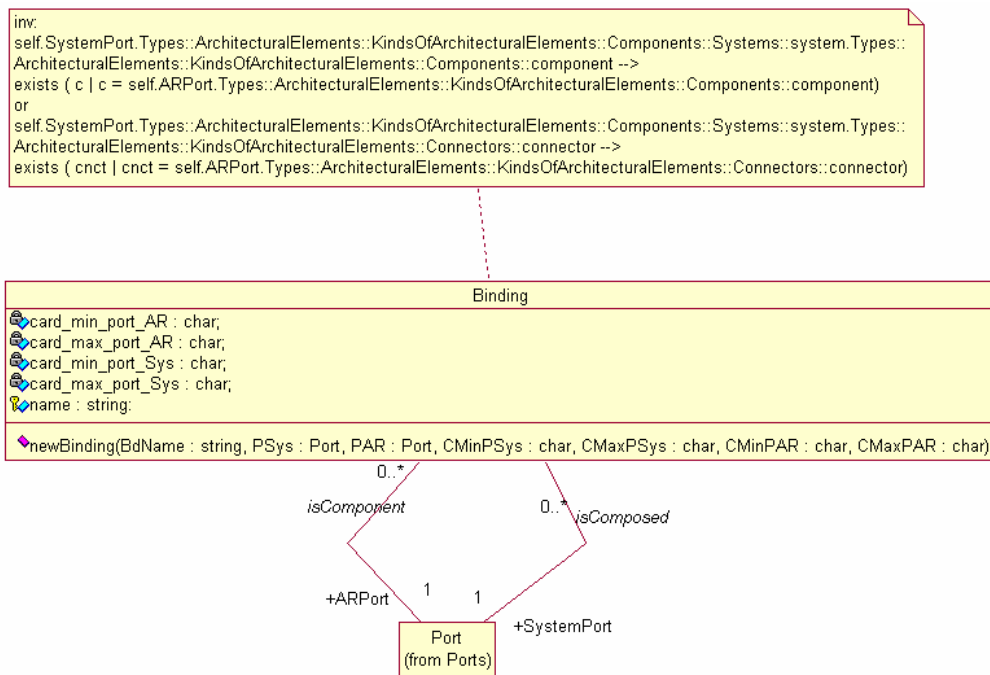 inv:
self.SystemPort.Types::ArchitecturalElements::KindsOfArchitecturalElements::Components::Systems::system.Types::
ArchitecturalElements::KindsOfArchitecturalElements::Components::component -->
exists ( c | c = self.ARPort.Types::ArchitecturalElements::KindsOfArchitecturalElements::Components::component)
or
self.SystemPort.Types::ArchitecturalElements::KindsOfArchitecturalElements::Components::Systems::system.Types::
ArchitecturalElements::KindsOfArchitecturalElements::Connectors::connector -->
exists ( cnct | cnct = self.ARPort.Types::ArchitecturalElements::KindsOfArchitecturalElements::Connectors::connector)
Binding
card_min_port_AR : char;
card_max_port_AR : char;
card_min_port_Sys : char;
card_max_port_Sys : char;
name : string:
newBinding(BdName : string, PSys : Port, PAR : Port, CMinPSys : char, CMaxPSys : char, CMinPAR : char, CMaxPAR : char)
0..*
isComponent
0..*
isComposed
+ARPort
1
1
+SystemPort
Port
(from Ports)